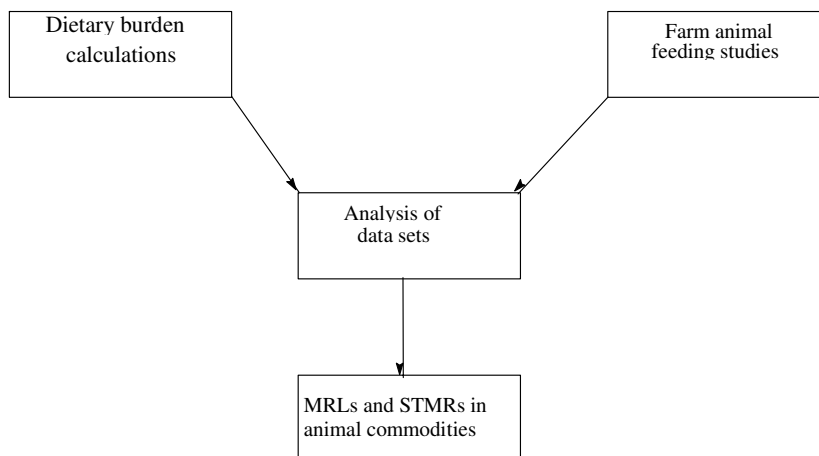 Dietary burden
calculations
Farm animal
feeding studies
Analysis of
data sets
MRLs and STMRs in
animal commodities